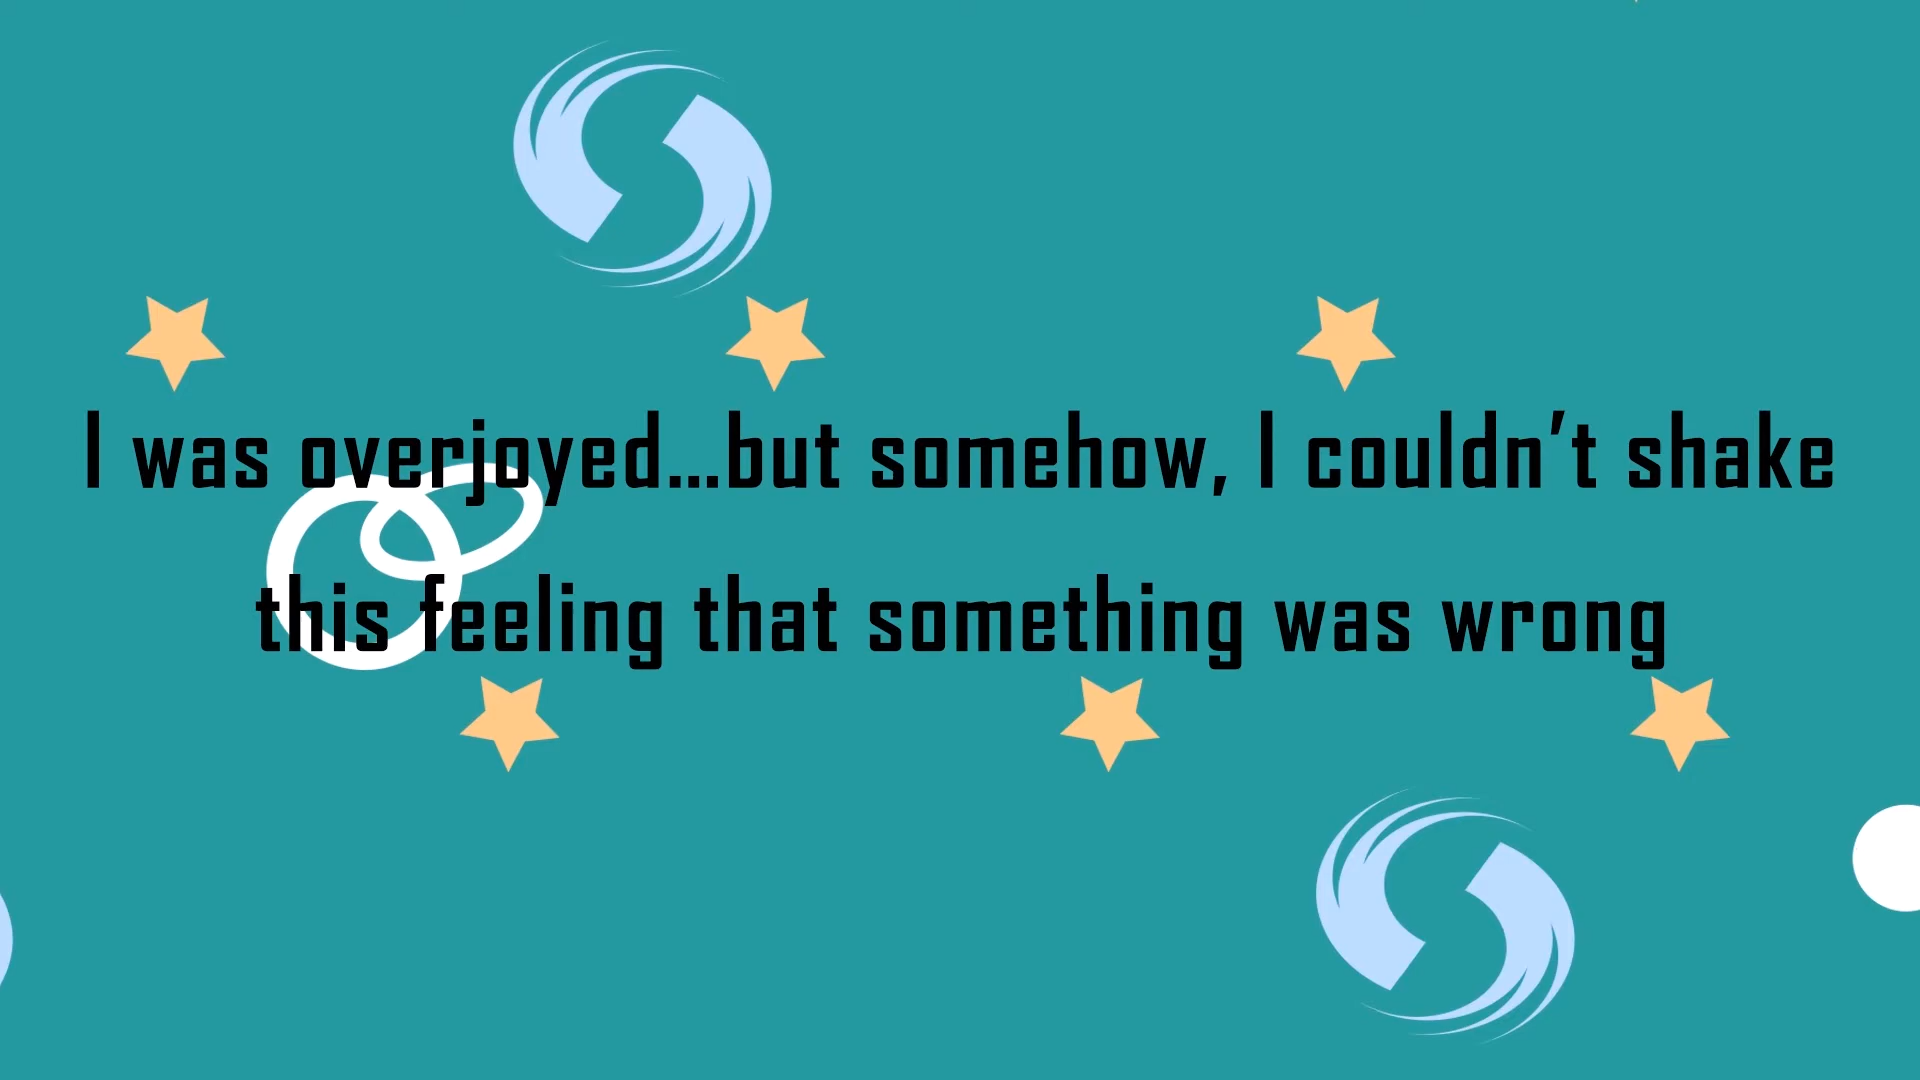 I was overjoyed...but somehow, I couldn’t shake
this feeling that something was wrong